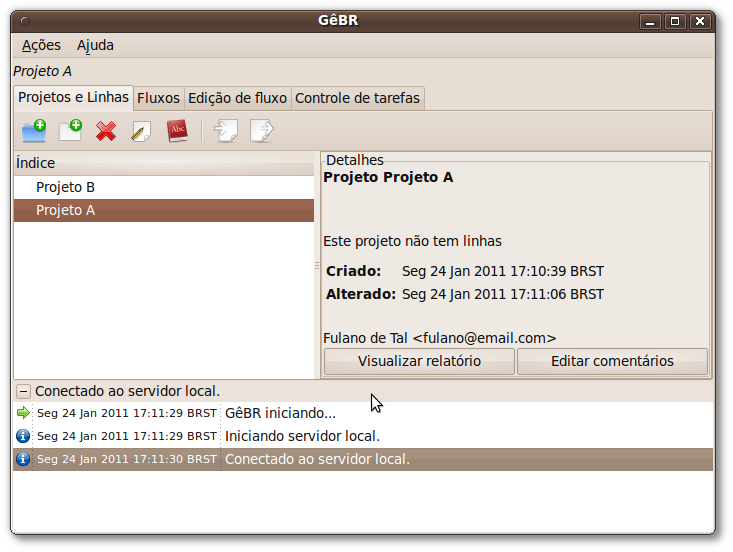 GêBR
Ações Ajuda
Projeto A
Projetos e Linhas Fluxos Edição de fluxo Controle de tarefas
Abc
Índice
Projeto B
Projeto A
Detalhes
Projeto Projeto A
Este projeto não tem linhas
Criado: Seg 24 Jan 2011 17:10:39 BRST
Alterado: Seg 24 Jan 2011 17:11:06 BRST
Fulano de Tal <fulano@email.com>
Visualizar relatório Editar comentários
Conectado ao servidor local.
Seg 24 Jan 2011 17:11:29 BRST GêBR iniciando...
Seg 24 Jan 2011 17:11:29 BRST Iniciando servidor local.
Seg 24 Jan 2011 17:11:30 BRST Conectado ao servidor local.